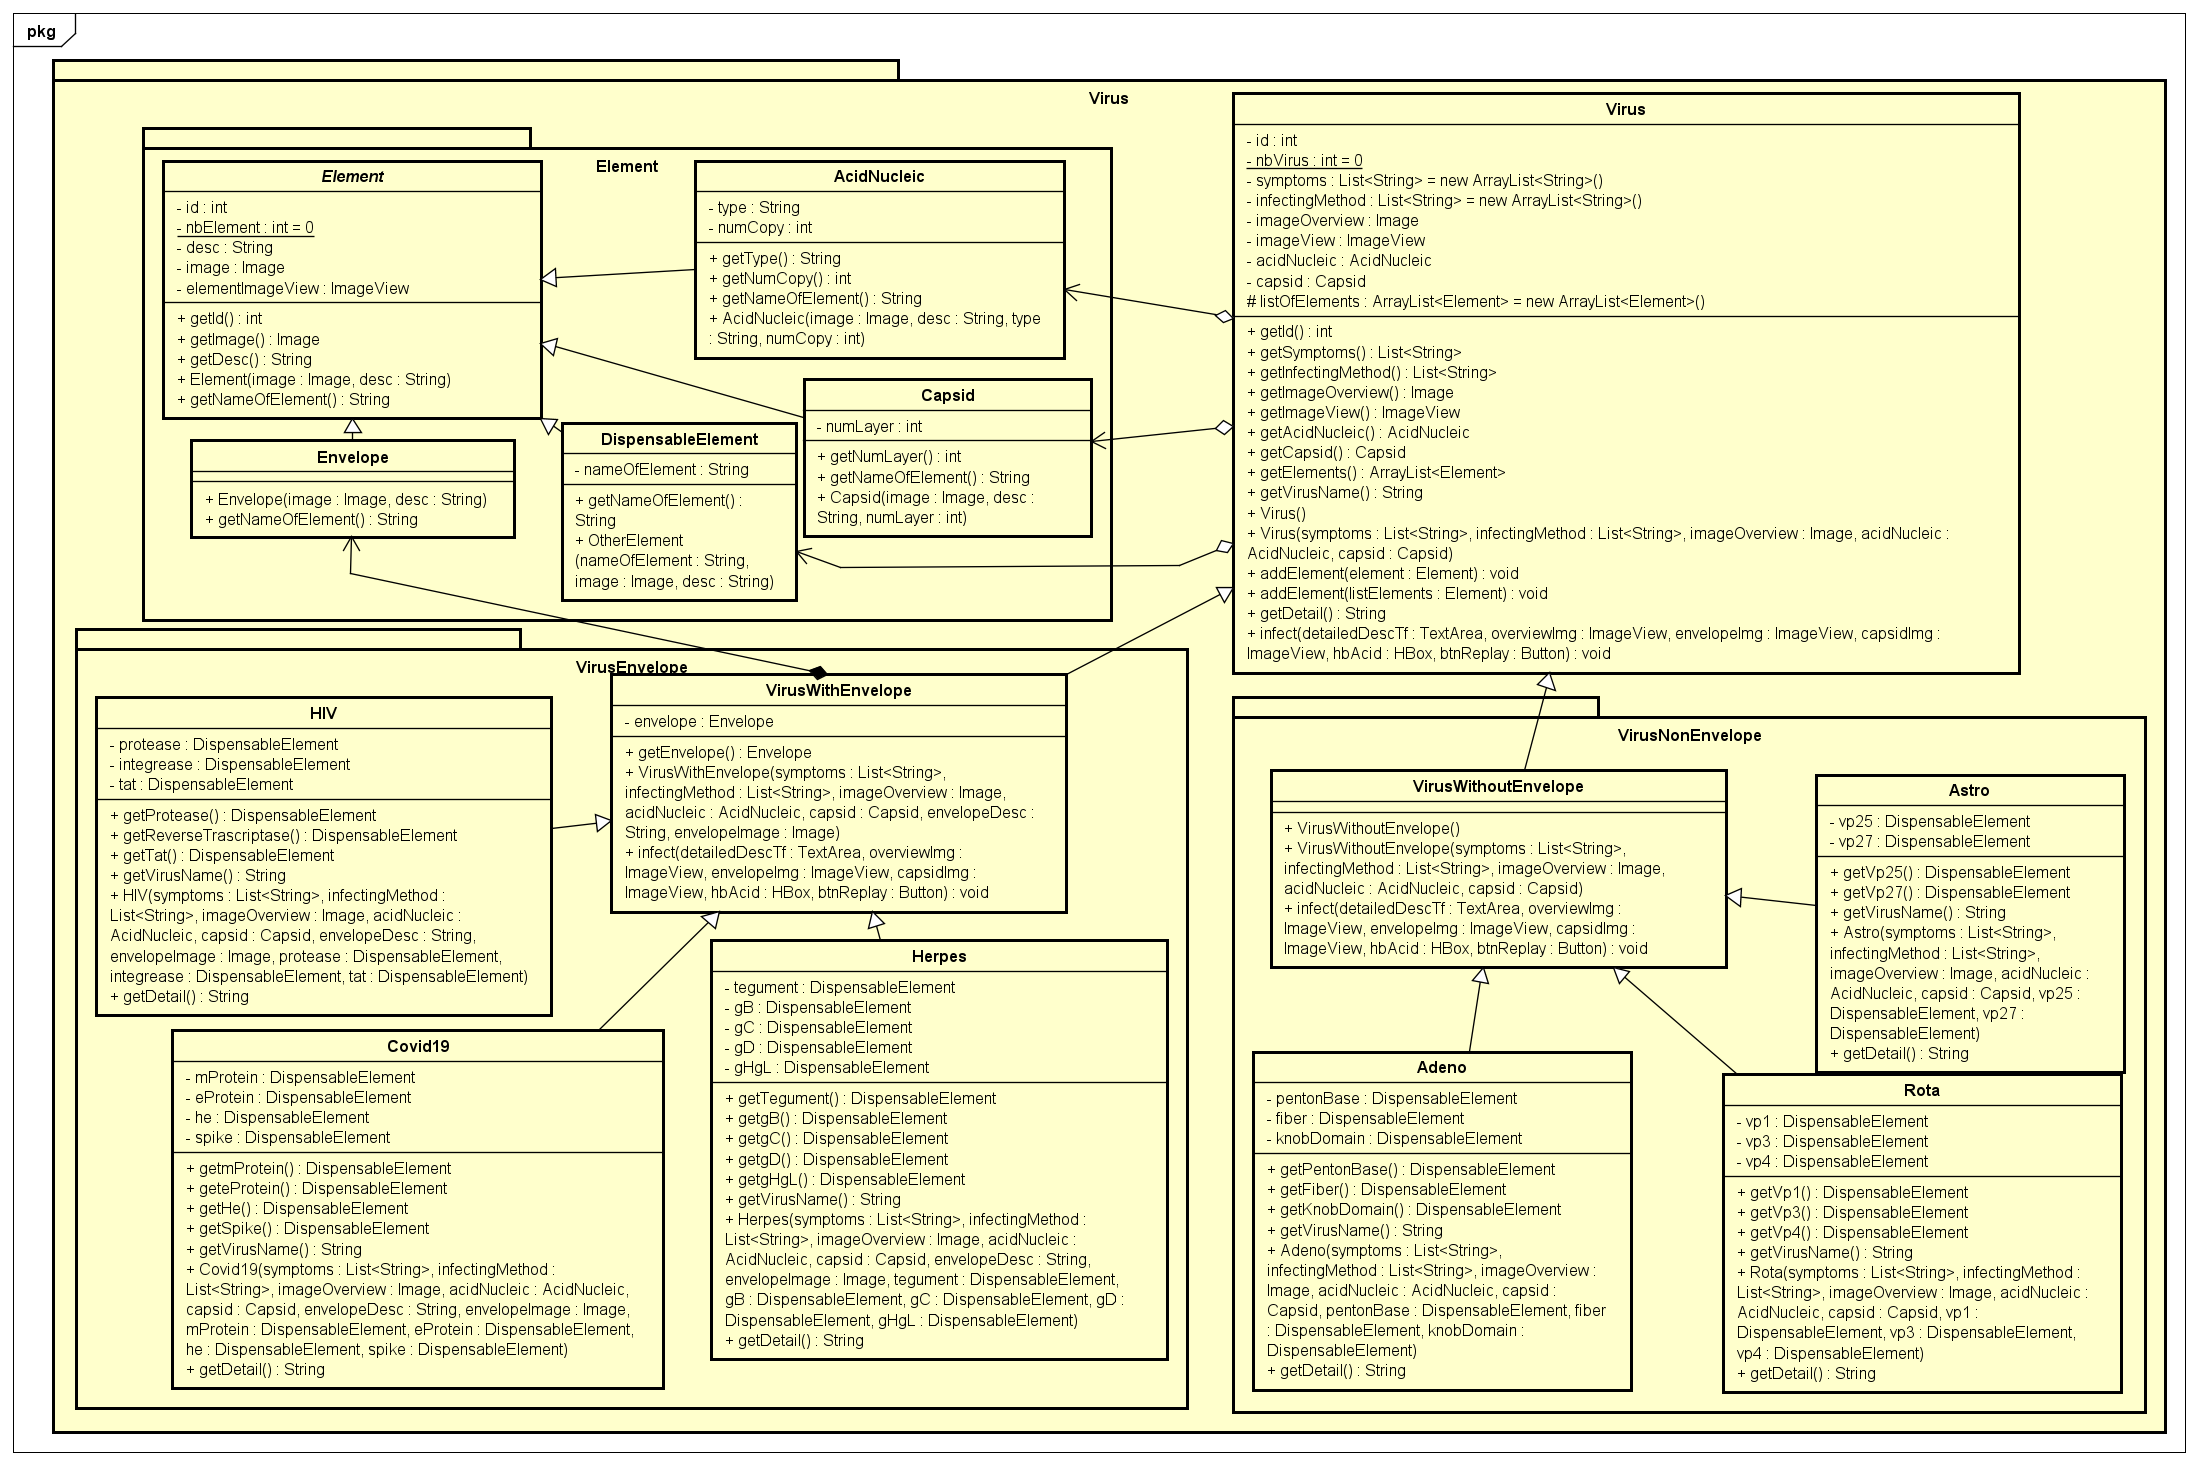 pkg
Virus
Element
Element
- id : int
- nbElement : int = 0
- desc : String
- image : Image
- elementImageView : ImageView
+ getId() : int
+ getImage() : Image
+ getDesc() : String
+ Element(image : Image, desc : String)
+ getNameOfElement() : String
AcidNucleic
- type : String
- numCopy : int
+ getType() : String
+ getNumCopy() : int
+ getNameOfElement() : String
+ AcidNucleic(image : Image, desc : String, type
: String, numCopy : int)
Capsid
- numLayer : int
+ getNumLayer() : int
+ getNameOfElement() : String
+ Capsid(image : Image, desc :
String, numLayer : int)
DispensableElement
- nameOfElement : String
+ getNameOfElement() :
String
+ OtherElement
(nameOfElement : String,
image : Image, desc : String)
Envelope
+ Envelope(image : Image, desc : String)
+ getNameOfElement() : String
Virus
- id : int
- nbVirus : int = 0
- symptoms : List<String> = new ArrayList<String>()
- infectingMethod : List<String> = new ArrayList<String>()
- imageOverview : Image
- imageView : ImageView
- acidNucleic : AcidNucleic
- capsid : Capsid
# listOfElements : ArrayList<Element> = new ArrayList<Element>()
+ getId() : int
+ getSymptoms() : List<String>
+ getInfectingMethod() : List<String>
+ getImageOverview() : Image
+ getImageView() : ImageView
+ getAcidNucleic() : AcidNucleic
+ getCapsid() : Capsid
+ getElements() : ArrayList<Element>
+ getVirusName() : String
+ Virus()
+ Virus(symptoms : List<String>, infectingMethod : List<String>, imageOverview : Image, acidNucleic :
AcidNucleic, capsid : Capsid)
+ addElement(element : Element) : void
+ addElement(listElements : Element) : void
+ getDetail() : String
+ infect(detailedDescTf : TextArea, overviewImg : ImageView, envelopeImg : ImageView, capsidImg :
ImageView, hbAcid : HBox, btnReplay : Button) : void
VirusEnvelope
HIV
- protease : DispensableElement
- integrease : DispensableElement
- tat : DispensableElement
+ getProtease() : DispensableElement
+ getReverseTrascriptase() : DispensableElement
+ getTat() : DispensableElement
+ getVirusName() : String
+ HIV(symptoms : List<String>, infectingMethod :
List<String>, imageOverview : Image, acidNucleic :
AcidNucleic, capsid : Capsid, envelopeDesc : String,
envelopeImage : Image, protease : DispensableElement,
integrease : DispensableElement, tat : DispensableElement)
+ getDetail() : String
VirusWithEnvelope
- envelope : Envelope
+ getEnvelope() : Envelope
+ VirusWithEnvelope(symptoms : List<String>,
infectingMethod : List<String>, imageOverview : Image,
acidNucleic : AcidNucleic, capsid : Capsid, envelopeDesc :
String, envelopeImage : Image)
+ infect(detailedDescTf : TextArea, overviewImg :
ImageView, envelopeImg : ImageView, capsidImg :
ImageView, hbAcid : HBox, btnReplay : Button) : void
Covid19
- mProtein : DispensableElement
- eProtein : DispensableElement
- he : DispensableElement
- spike : DispensableElement
+ getmProtein() : DispensableElement
+ geteProtein() : DispensableElement
+ getHe() : DispensableElement
+ getSpike() : DispensableElement
+ getVirusName() : String
+ Covid19(symptoms : List<String>, infectingMethod :
List<String>, imageOverview : Image, acidNucleic : AcidNucleic,
capsid : Capsid, envelopeDesc : String, envelopeImage : Image,
mProtein : DispensableElement, eProtein : DispensableElement,
he : DispensableElement, spike : DispensableElement)
+ getDetail() : String
Herpes
- tegument : DispensableElement
- gB : DispensableElement
- gC : DispensableElement
- gD : DispensableElement
- gHgL : DispensableElement
+ getTegument() : DispensableElement
+ getgB() : DispensableElement
+ getgC() : DispensableElement
+ getgD() : DispensableElement
+ getgHgL() : DispensableElement
+ getVirusName() : String
+ Herpes(symptoms : List<String>, infectingMethod :
List<String>, imageOverview : Image, acidNucleic :
AcidNucleic, capsid : Capsid, envelopeDesc : String,
envelopeImage : Image, tegument : DispensableElement,
gB : DispensableElement, gC : DispensableElement, gD :
DispensableElement, gHgL : DispensableElement)
+ getDetail() : String
VirusNonEnvelope
VirusWithoutEnvelope
+ VirusWithoutEnvelope()
+ VirusWithoutEnvelope(symptoms : List<String>,
infectingMethod : List<String>, imageOverview : Image,
acidNucleic : AcidNucleic, capsid : Capsid)
+ infect(detailedDescTf : TextArea, overviewImg :
ImageView, envelopeImg : ImageView, capsidImg :
ImageView, hbAcid : HBox, btnReplay : Button) : void
Astro
- vp25 : DispensableElement
- vp27 : DispensableElement
+ getVp25() : DispensableElement
+ getVp27() : DispensableElement
+ getVirusName() : String
+ Astro(symptoms : List<String>,
infectingMethod : List<String>,
imageOverview : Image, acidNucleic :
AcidNucleic, capsid : Capsid, vp25 :
DispensableElement, vp27 :
DispensableElement)
+ getDetail() : String
Adeno
- pentonBase : DispensableElement
- fiber : DispensableElement
- knobDomain : DispensableElement
+ getPentonBase() : DispensableElement
+ getFiber() : DispensableElement
+ getKnobDomain() : DispensableElement
+ getVirusName() : String
+ Adeno(symptoms : List<String>,
infectingMethod : List<String>, imageOverview :
Image, acidNucleic : AcidNucleic, capsid :
Capsid, pentonBase : DispensableElement, fiber
: DispensableElement, knobDomain :
DispensableElement)
+ getDetail() : String
Rota
- vp1 : DispensableElement
- vp3 : DispensableElement
- vp4 : DispensableElement
+ getVp1() : DispensableElement
+ getVp3() : DispensableElement
+ getVp4() : DispensableElement
+ getVirusName() : String
+ Rota(symptoms : List<String>, infectingMethod :
List<String>, imageOverview : Image, acidNucleic :
AcidNucleic, capsid : Capsid, vp1 :
DispensableElement, vp3 : DispensableElement,
vp4 : DispensableElement)
+ getDetail() : String